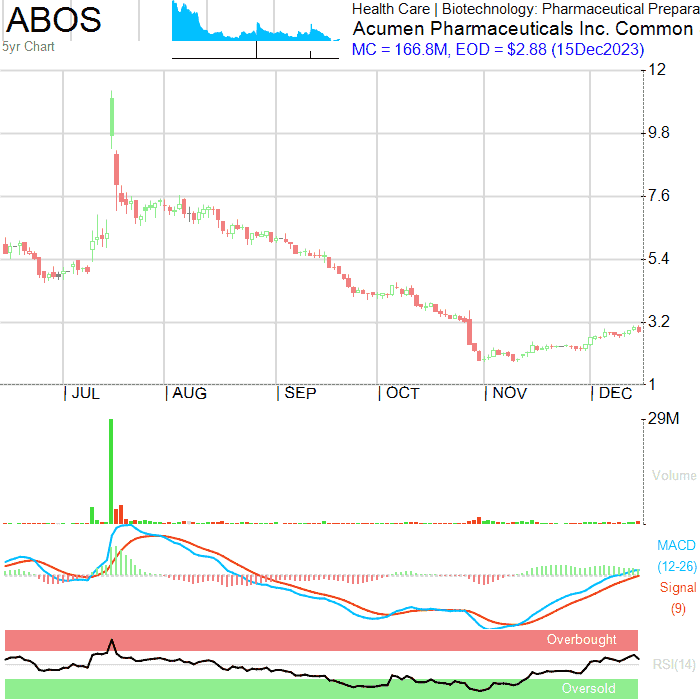 ABOS
5yr Chart
Health Care | Biotechnology: Pharmaceutical Prepara
Acumen Pharmaceuticals Inc. Common
MC = 166.8M, EOD = $2.88 (15Dec2023)
12
9.8
7.6
5.4
3.2
1
| JUL | AUG | SEP | OCT | NOV | DEC
29M
Volume
MACD
(12-26)
Signal
(9)
Overbought
RSI(14)
Oversold